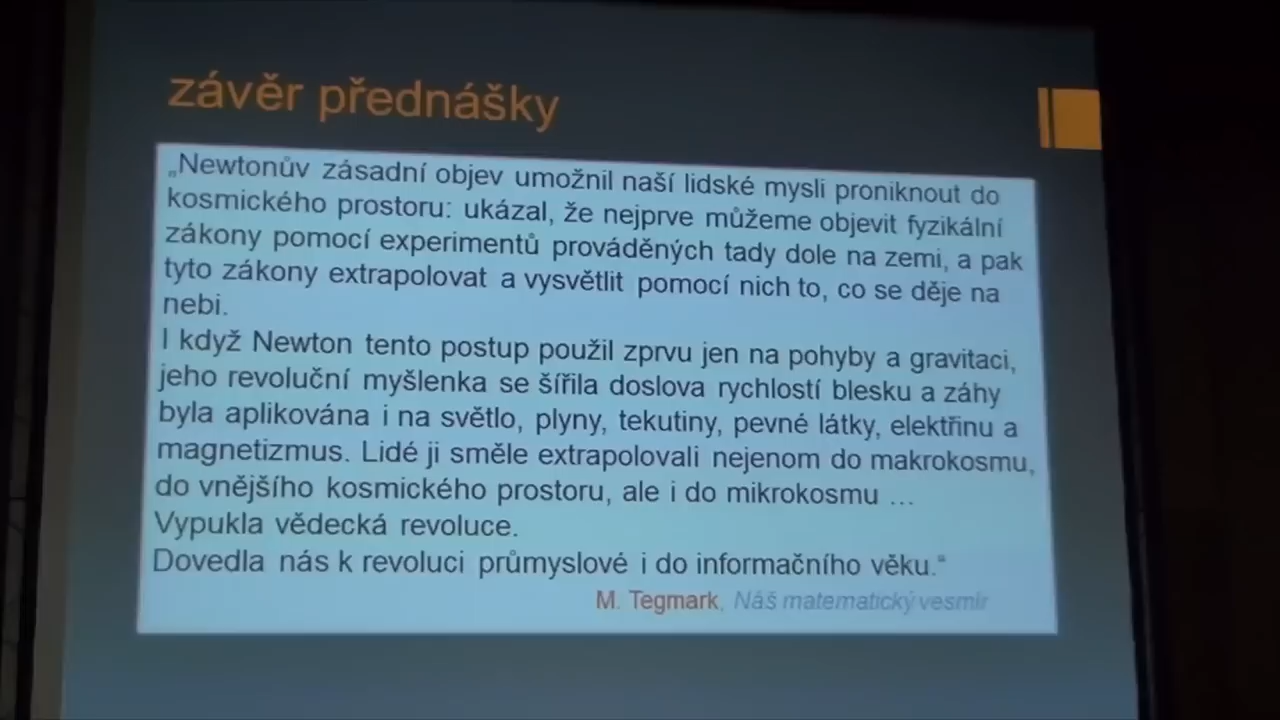 závěr přednášky
„Newtonův zásadní objev umožnil naší lidské mysli proniknout do
kosmického prostoru: ukázal, že nejprve můžeme objevit fyzikální
zákony pomocí experimentů prováděných tady dole na zemi, a pak
tyto zákony extrapolovat a vysvětlit pomocí nich to, co se děje na
nebi.
I když Newton tento postup použil zprvu jen na pohyby a gravitaci,
jeho revoluční myšlenka se šířila doslova rychlostí blesku a záhy
byla aplikována i na světlo, plyny, tekutiny, pevné látky, elektřinu a
magnetizmus. Lidé ji směle extrapolovali nejenom do makrokosmu,
do vnějšího kosmického prostoru, ale i do mikrokosmu ...
Vypukla vědecká revoluce.
Dovedla nás k revoluci průmyslové i do informačního věku.“
M. Tegmark, Náš matematický vesmír